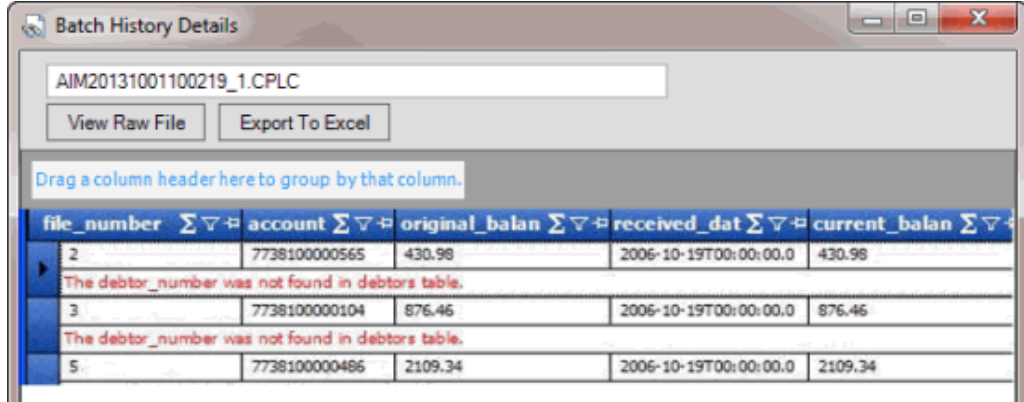 Batch History Details
AIM20131001100219_1.CPLC
View Raw File Export To Excel
Drag a column header here to group by that column.
file_number Σ account Σ original_balan Σ received_dat Σ current_balan Σ
2 7738100000565 430.98 2006-10-19T00:00:00.0 430.98
The debtor_number was not found in debtors table.
3 7738100000104 876.46 2006-10-19T00:00:00.0 876.46
The debtor_number was not found in debtors table.
5 7738100000486 2109.34 2006-10-19T00:00:00.0 2109.34